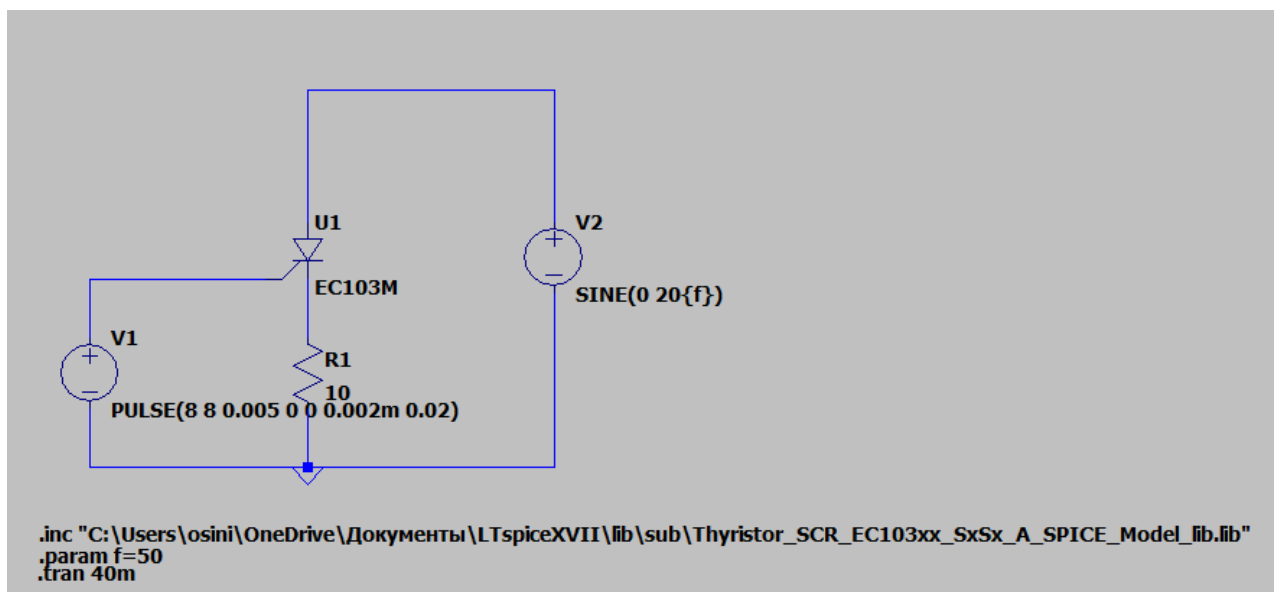 U1
V2
EC103M
SINE(0 20{f})
V1
R1
10
PULSE(8 8 0.005 0 0 0.002m 0.02)
.inc "C:\Users\osini\OneDrive\Документы\LTspiceXVII\lib\sub\Thyristor_SCR_EC103xx_SxSx_A_SPICE_Model_lib.lib"
.param f=50
.tran 40m